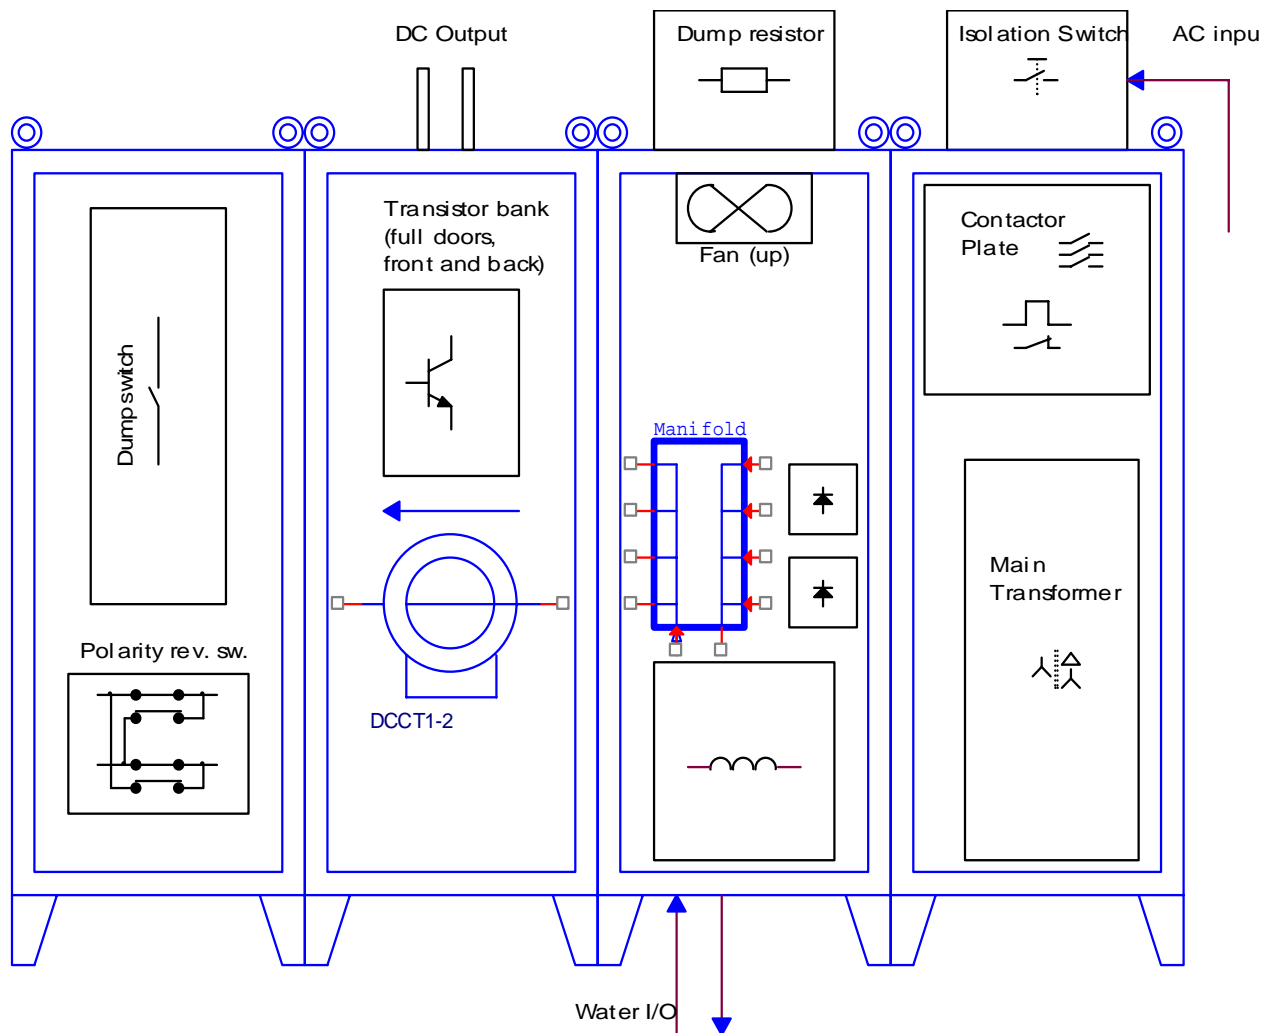 DC Output
Dump resistor
Isolation Switch
AC inpu
Transistor bank
(full doors,
front and back)
Fan (up)
Contactor
Plate
Dump switch
Manifold
Main
Transformer
Polarity rev. sw.
DCCT1-2
Water I/O